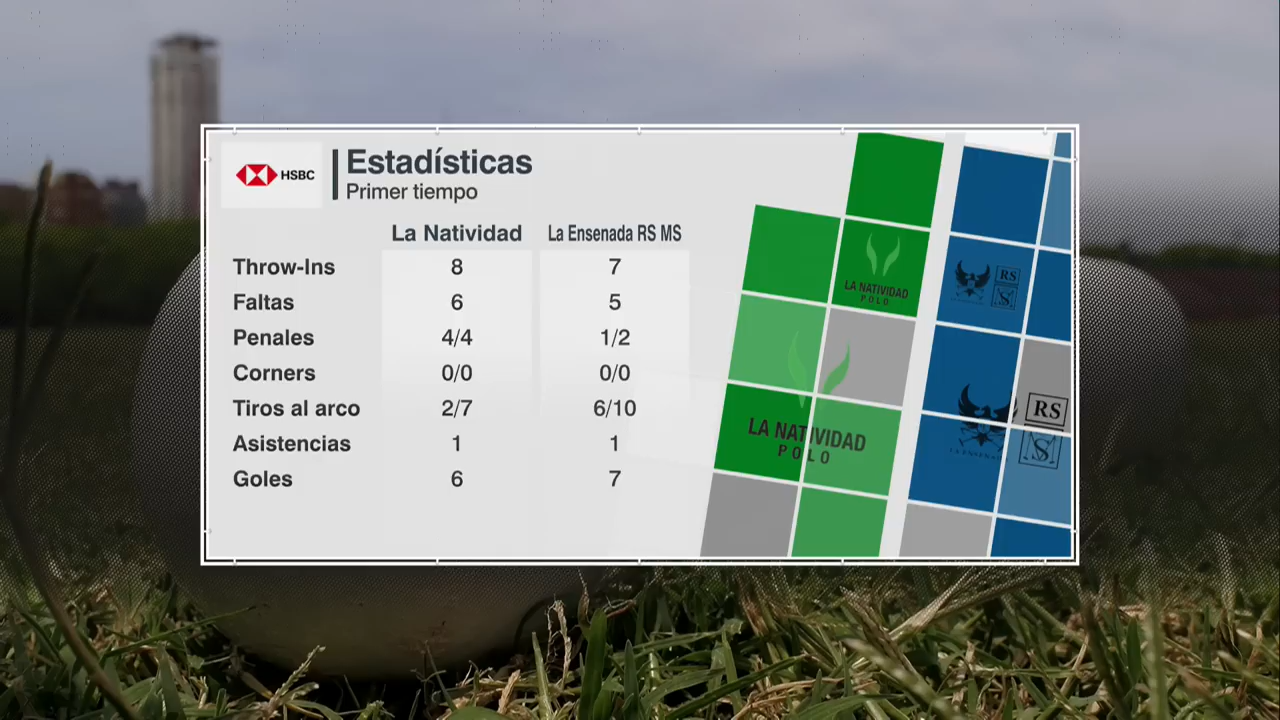 HSBC
Estadísticas
Primer tiempo
La Natividad La Ensenada RS MS
Throw-Ins 8 7
Faltas 6 5
Penales 4/4 1/2
Corners 0/0 0/0
Tiros al arco 2/7 6/10
Asistencias 1 1
Goles 6 7
LA NATIVIDAD
POLO
RS
LA NATIVIDAD
POLO
RS